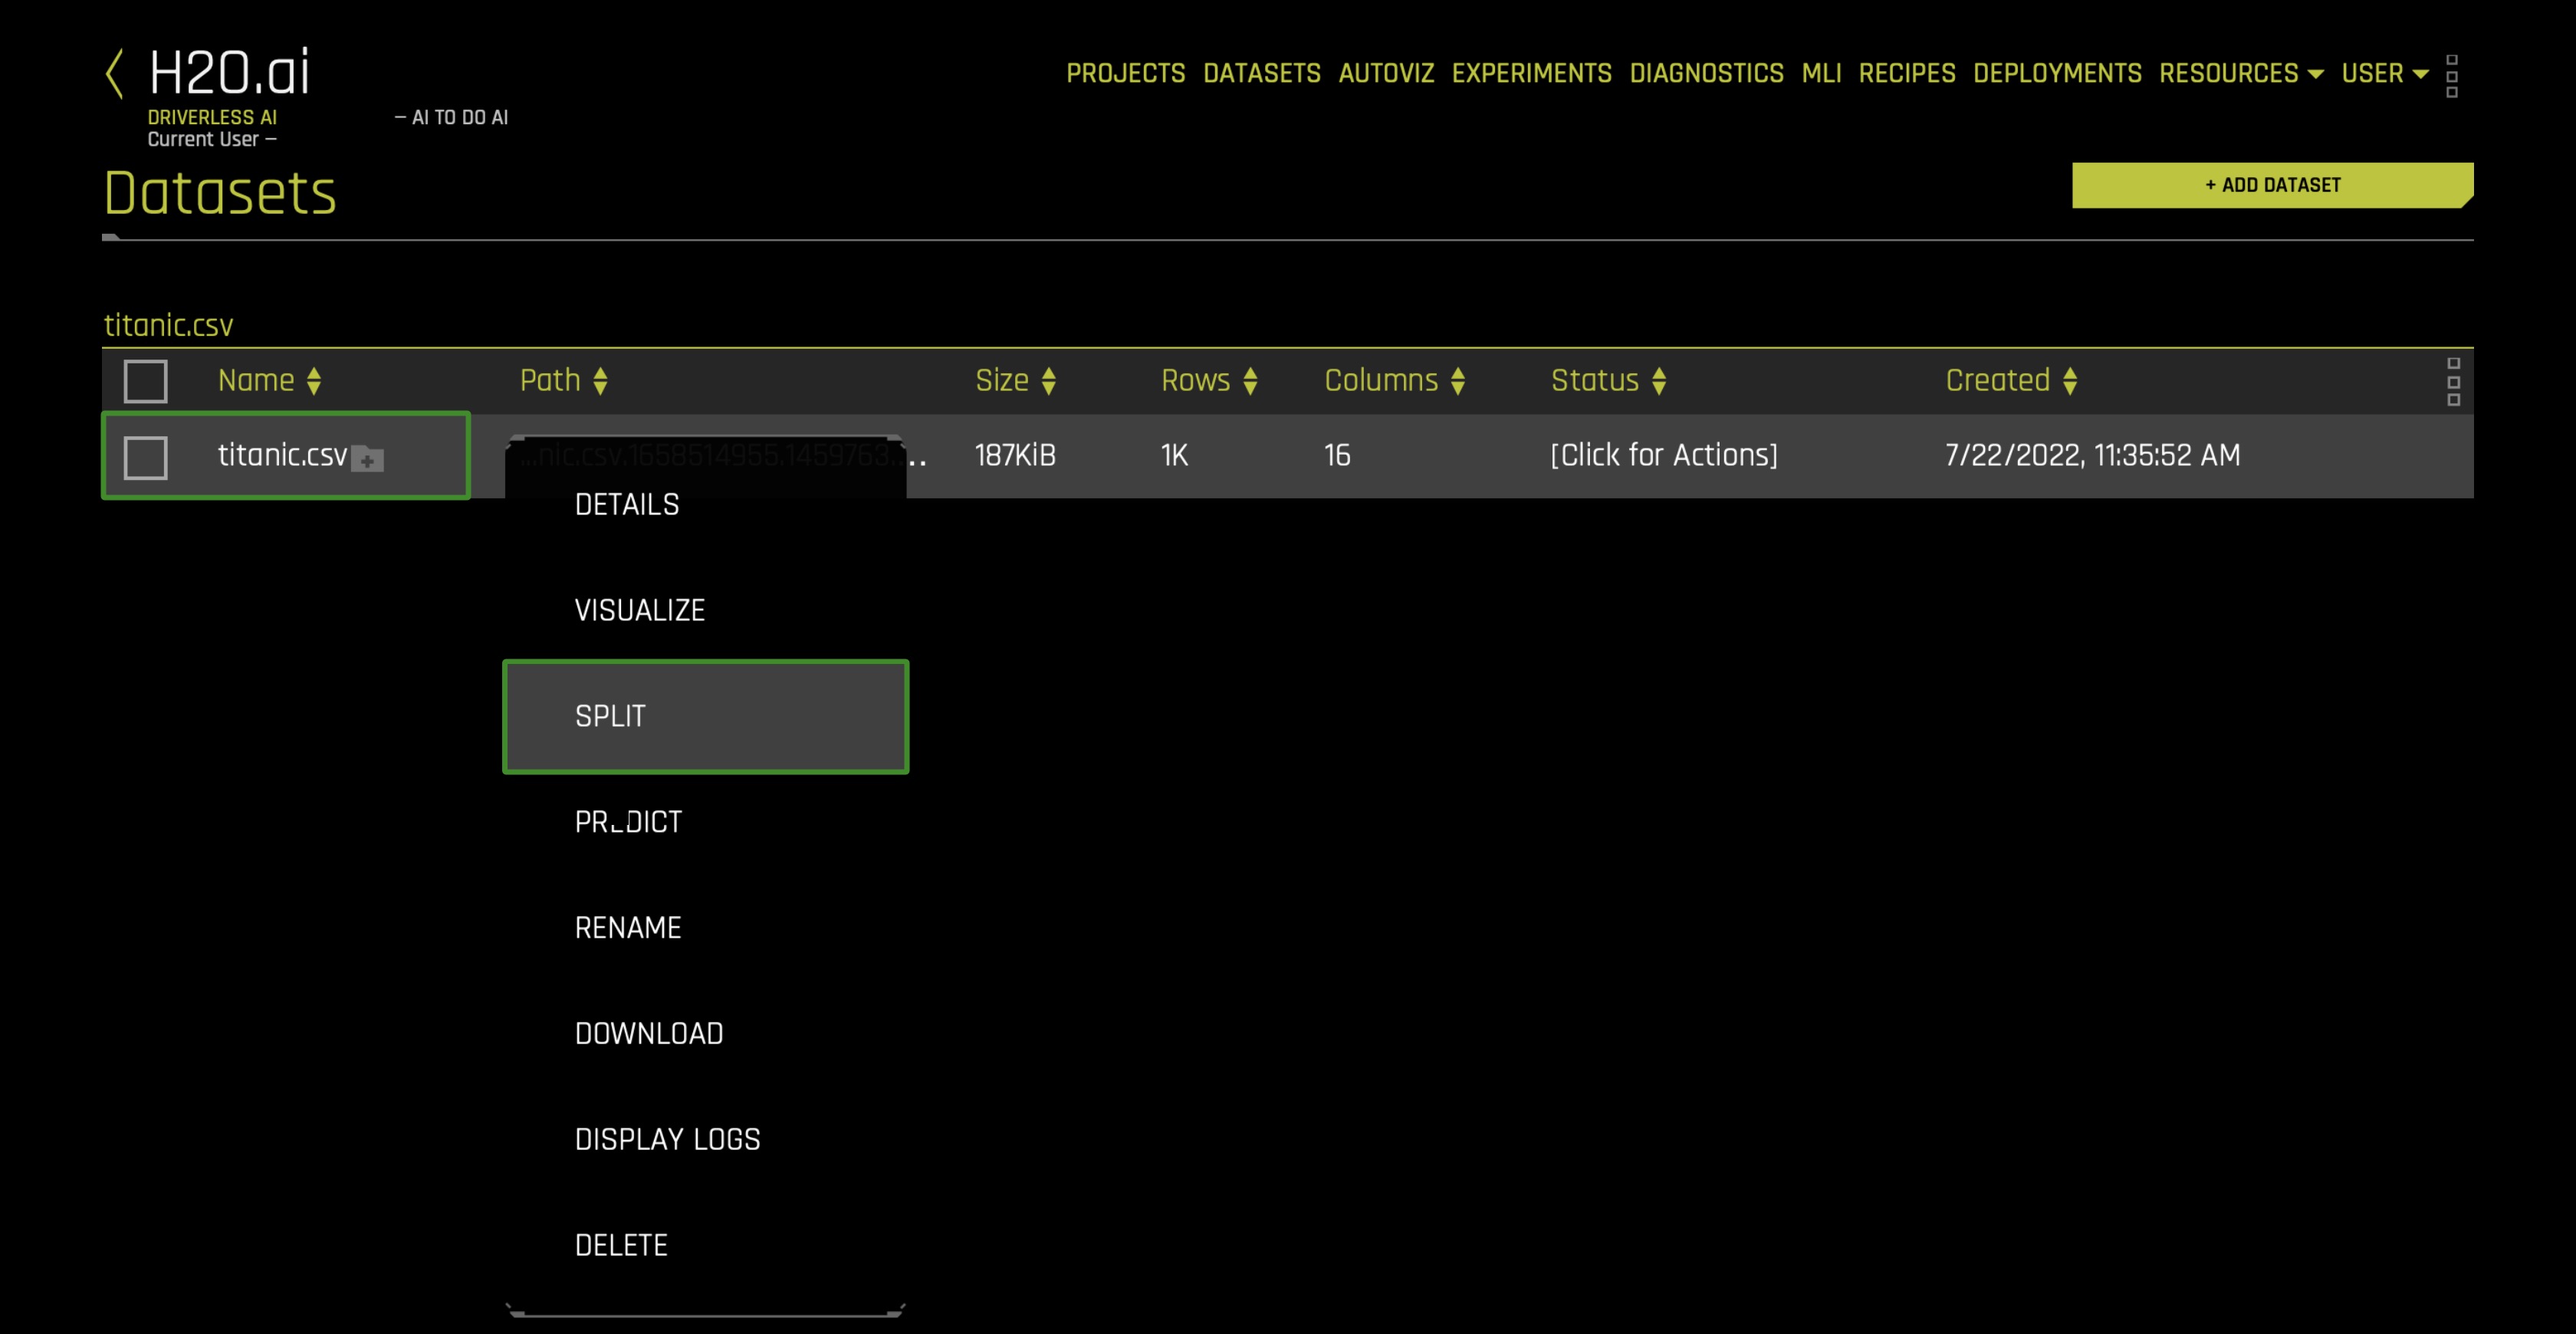 H2O.ai
PROJECTS DATASETS AUTOVIZ EXPERIMENTS DIAGNOSTICS MLI RECIPES DEPLOYMENTS RESOURCES USER
DRIVERLESS AI — AI TO DO AI
Current User —
Datasets
+ ADD DATASET
titanic.csv
Name Path Size Rows Columns Status Created
titanic.csv ...nic.csv.1658514955.1459763... 187KiB 1K 16 [Click for Actions] 7/22/2022, 11:35:52 AM
DETAILS
VISUALIZE
SPLIT
PREDICT
RENAME
DOWNLOAD
DISPLAY LOGS
DELETE